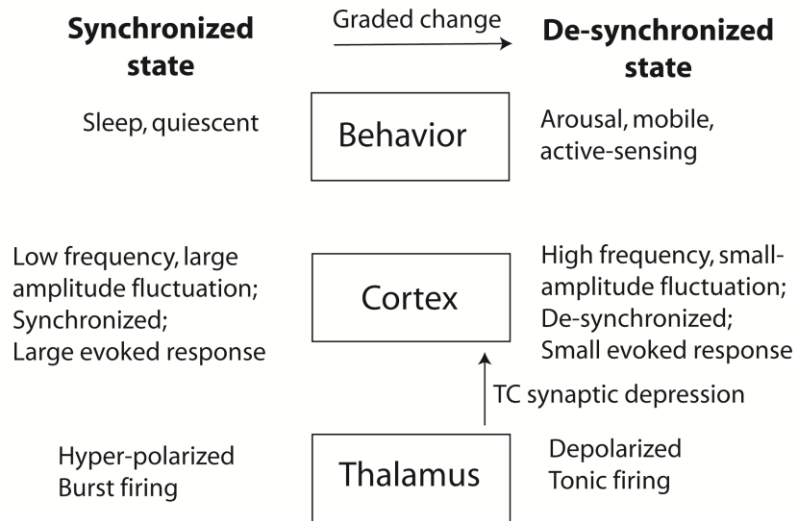 Synchronized
state
Graded change
De-synchronized
state
Sleep, quiescent
Behavior
Arousal, mobile,
active-sensing
Low frequency, large
amplitude fluctuation;
Synchronized;
Large evoked response
Cortex
High frequency, small-
amplitude fluctuation;
De-synchronized;
Small evoked response
TC synaptic depression
Hyper-polarized
Burst firing
Thalamus
Depolarized
Tonic firing